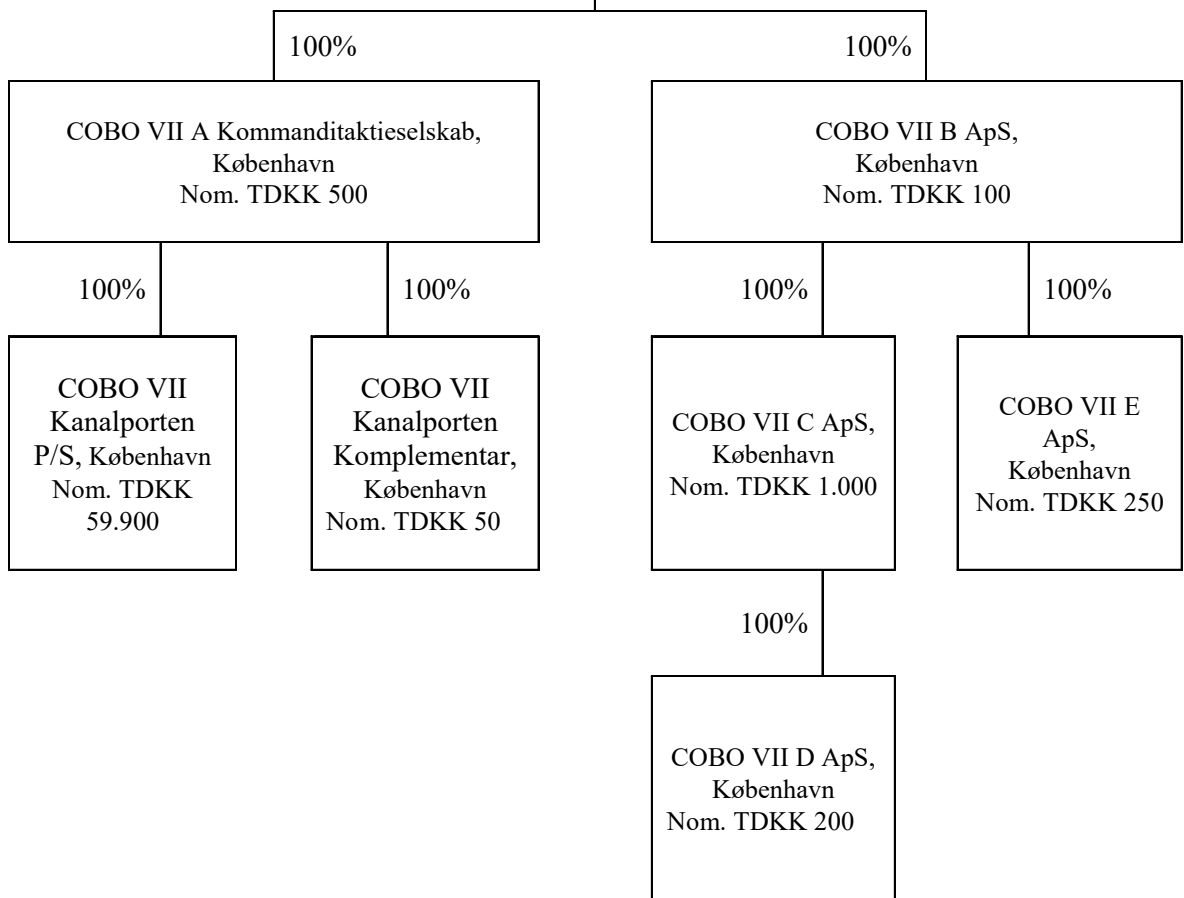 100%
100%
COBO VII A Kommanditaktieselskab,
København
Nom. TDKK 500
COBO VII B ApS,
København
Nom. TDKK 100
100%
100%
100%
100%
COBO VII
Kanalporten
P/S, København
Nom. TDKK
59.900
COBO VII
Kanalporten
Komplementar,
København
Nom. TDKK 50
COBO VII C ApS,
København
Nom. TDKK 1.000
COBO VII E
ApS,
København
Nom. TDKK 250
100%
COBO VII D ApS,
København
Nom. TDKK 200